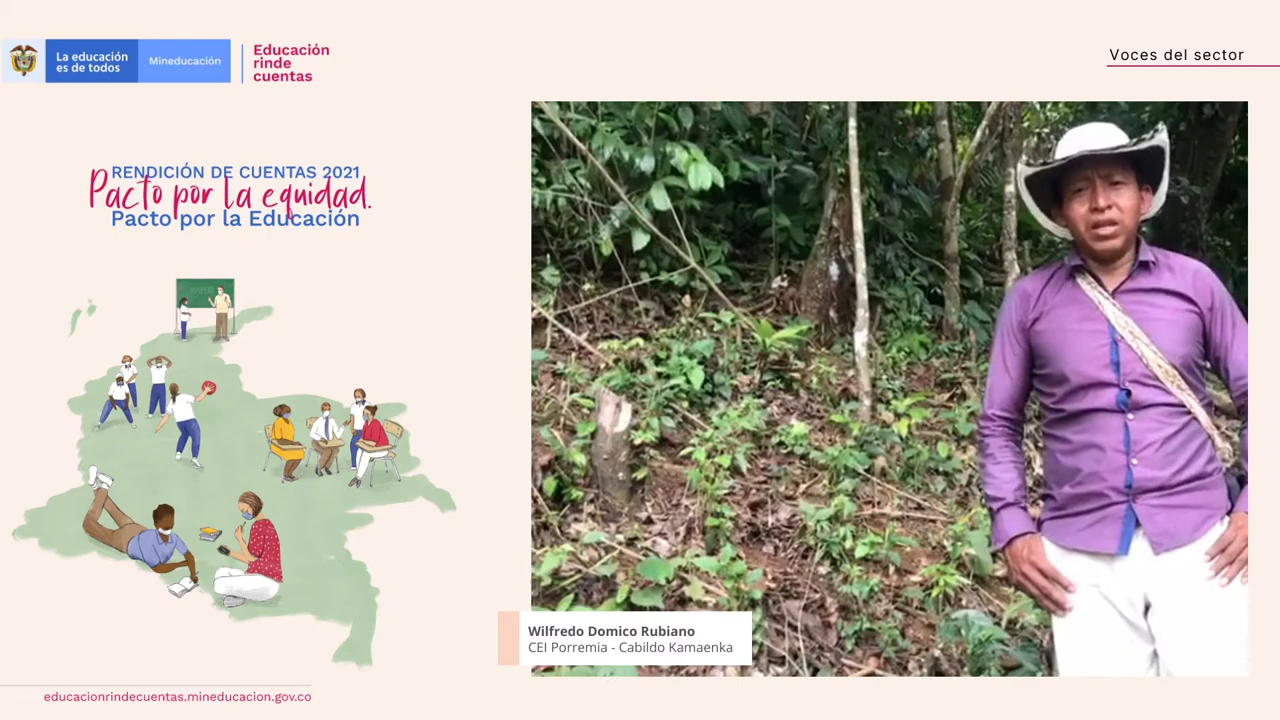 La educación
es de todos
Mineducación
Educación
rinde
cuentas
Voces del sector
RENDICIÓN DE CUENTAS 2021
Pacto por la equidad.
Pacto por la Educación
Wilfredo Domico Rubiano
CEI Porremia - Cabildo Kamaenka
educacionrindecuentas.mineducacion.gov.co